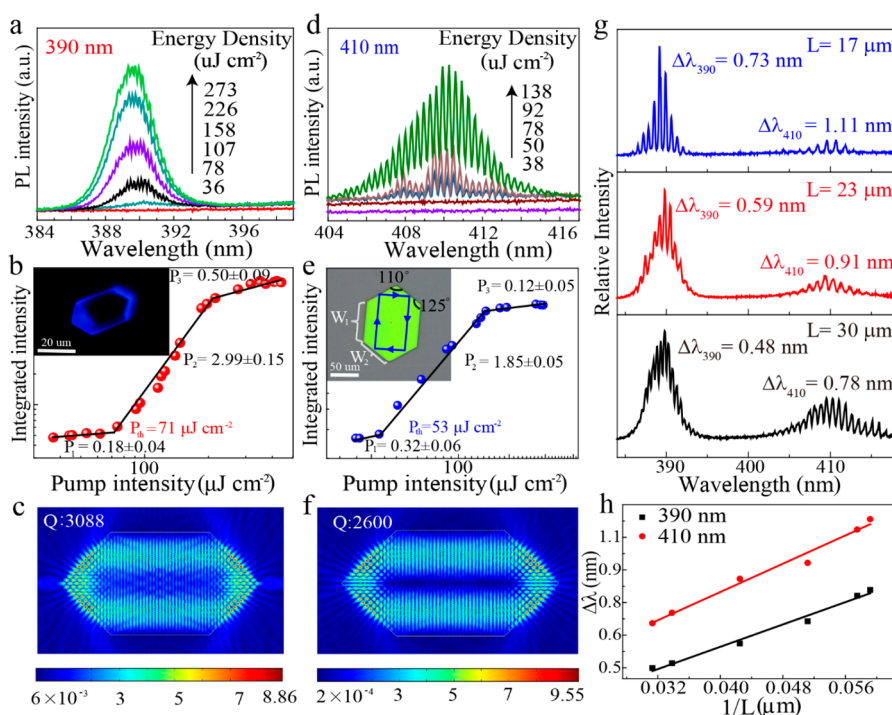 a
390 nm
Energy Density
(uJ cm-2)
273
226
158
107
78
36
PL intensity (a.u.)
384 388 392 396
Wavelength (nm)
d
410 nm
Energy Density
(uJ cm-2)
138
92
78
50
38
PL intensity (a.u.)
404 408 412 416
Wavelength (nm)
g
L= 17 μm
Δλ390= 0.73 nm
Δλ410= 1.11 nm
L= 23 μm
Δλ390= 0.59 nm
Δλ410= 0.91 nm
L= 30 μm
Δλ390= 0.48 nm
Δλ410= 0.78 nm
Relative Intensity
390 400 410
Wavelength (nm)
b
P3= 0.50±0.09
P2= 2.99±0.15
Pth=71 μJ cm-2
P1= 0.18±0.04
20 um
Integrated intensity
100
Pump intensity(μJ cm-2)
e
110°
125°
W1
W2
50 um
P3= 0.12±0.05
P2= 1.85±0.05
Pth=53 μJ cm-2
P1= 0.32±0.06
Integrated intensity
100
Pump intensity(μJ cm-2)
c
Q:3088
6×10-3 3 5 7 8.86
f
Q:2600
2×10-4 3 5 7 9.55
h
390 nm
410 nm
Δλ(nm)
1.1
0.8
0.6
0.5
0.032 0.040 0.048 0.056
1/L(μm)